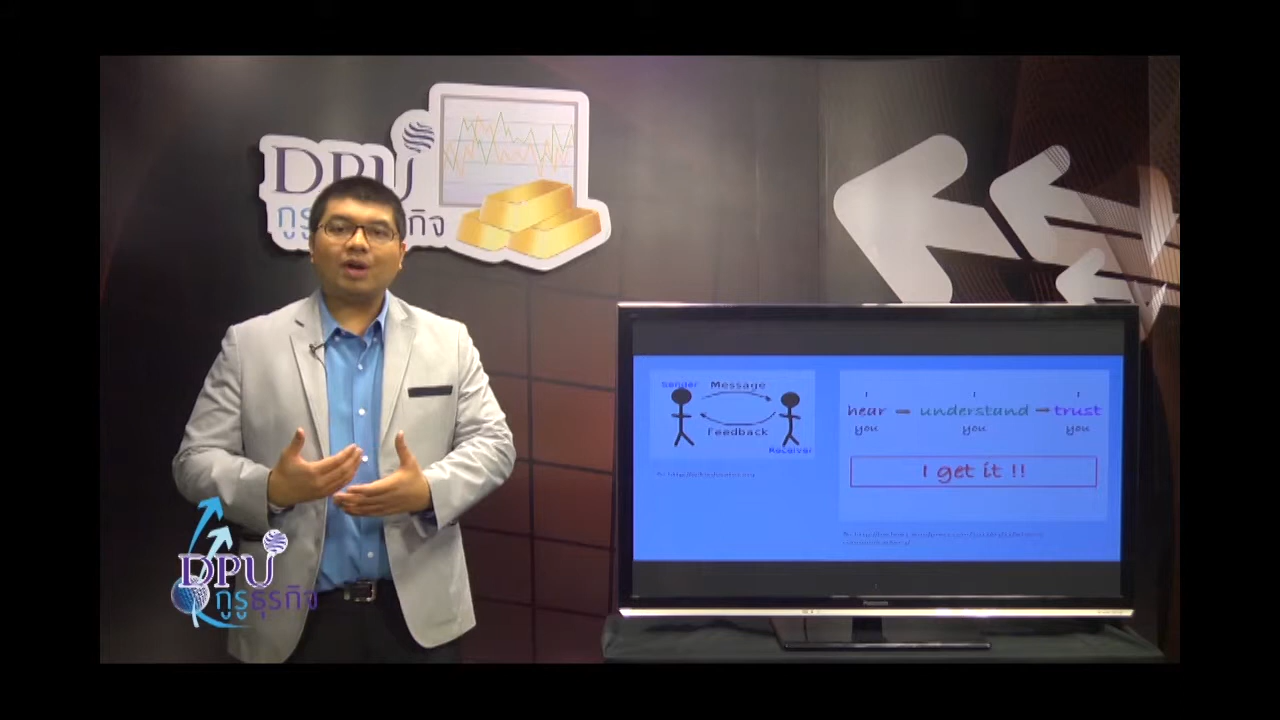 DPU
กูรูธุรกิจ
Sender
Message
Feedback
Receiver
I
I
I
hear
understand
trust
you
you
you
I get it !!
Panasonic
DPU
กูรูธุรกิจ